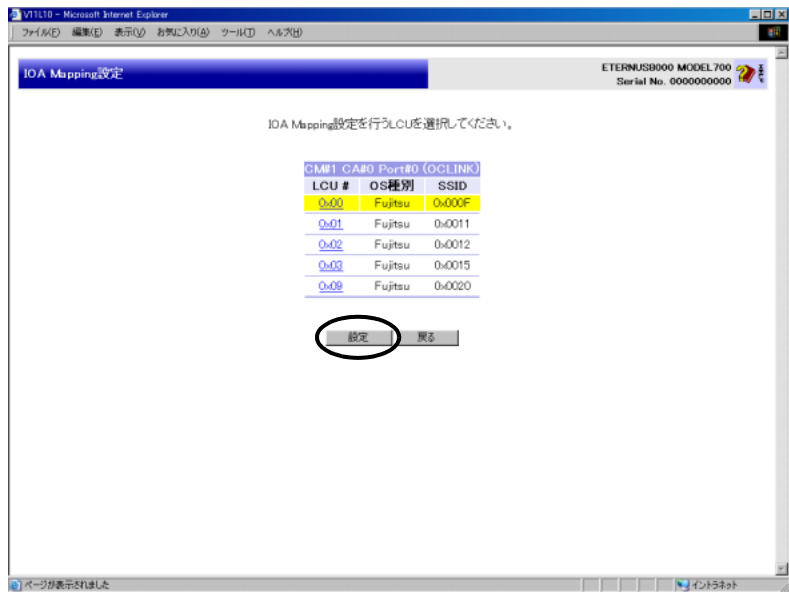 V11L10 - Microsoft Internet Explorer
ファイル(F) 編集(E) 表示(V) お気に入り(A) ツール(T) ヘルプ(H)
IOA Mapping設定
ETERNUS8000 MODEL700
Serial No. 0000000000
IOA Mapping設定を行うLCUを選択してください。
CM#1 CA#0 Port#0 (OCLINK)
LCU # OS種別 SSID
0x00 Fujitsu 0x000F
0x01 Fujitsu 0x0011
0x02 Fujitsu 0x0012
0x03 Fujitsu 0x0015
0x09 Fujitsu 0x0020
設定 戻る
ページが表示されました イントラネット